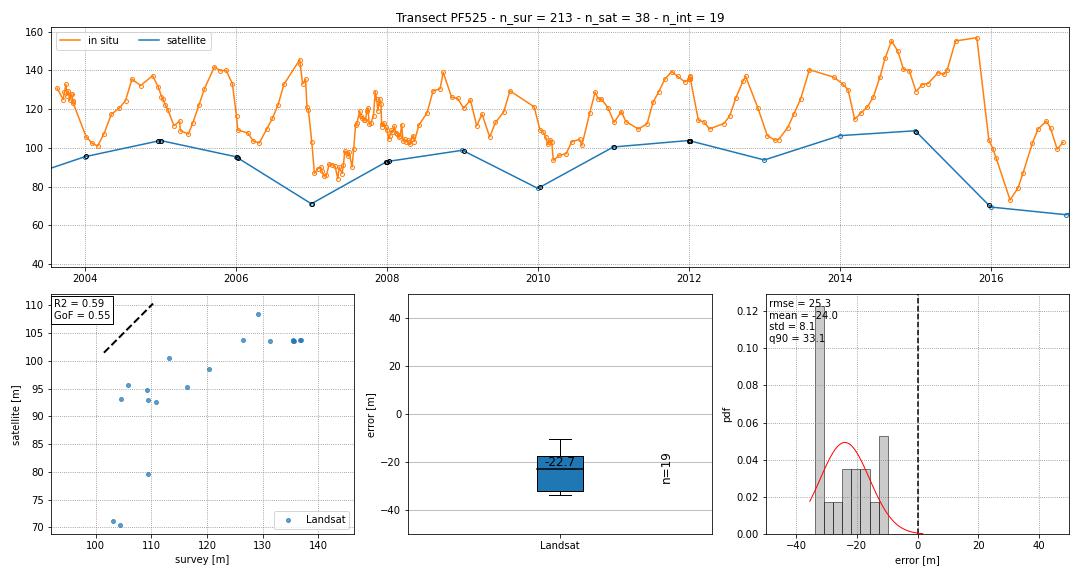 Transect PF525 - n_sur = 213 - n_sat = 38 - n_int = 19
in situ satellite
160
140
120
100
80
60
40
2004 2006 2008 2010 2012 2014 2016
R2 = 0.59
GoF = 0.55
110
105
100
95
90
85
80
75
70
satellite [m]
Landsat
100 110 120 130 140
survey [m]
40
20
0
−20
−40
error [m]
-22.7
n=19
Landsat
rmse = 25.3
mean = -24.0
std = 8.1
q90 = 33.1
0.12
0.10
0.08
0.06
0.04
0.02
0.00
pdf
−40 −20 0 20 40
error [m]